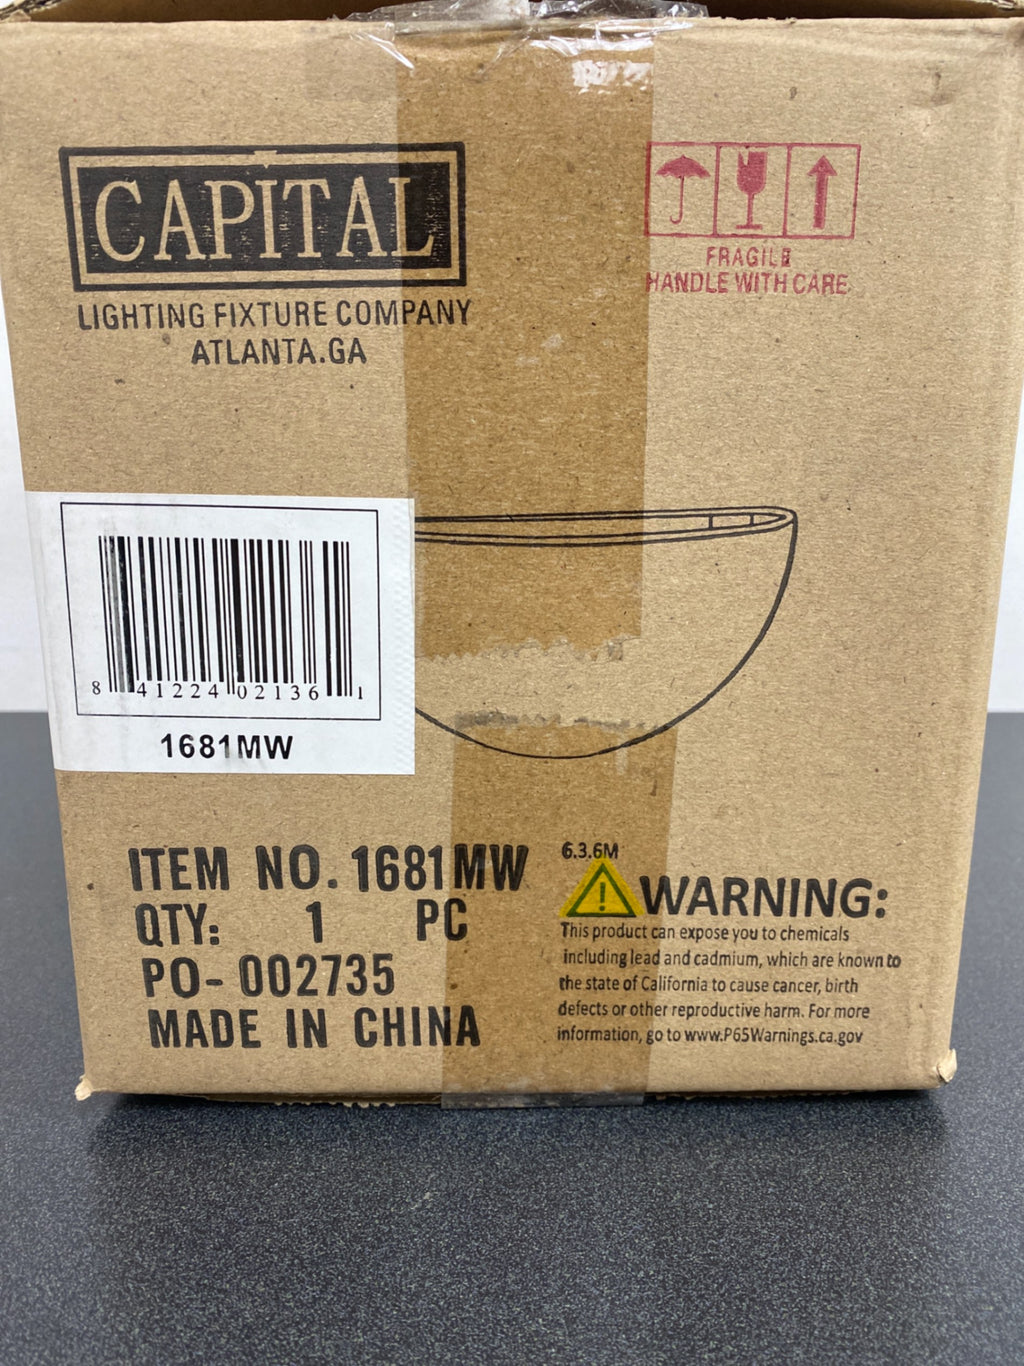 CAPITAL
LIGHTING FIXTURE COMPANY
ATLANTA.GA
FRAGILE
HANDLE WITH CARE
8 41224 02136 1
1681MW
ITEM NO. 1681MW
QTY: 1 PC
PO-002735
MADE IN CHINA
6.3.6M
WARNING:
This product can expose you to chemicals
including lead and cadmium, which are known to
the state of California to cause cancer, birth
defects or other reproductive harm. For more
information, go to www.P65Warnings.ca.gov